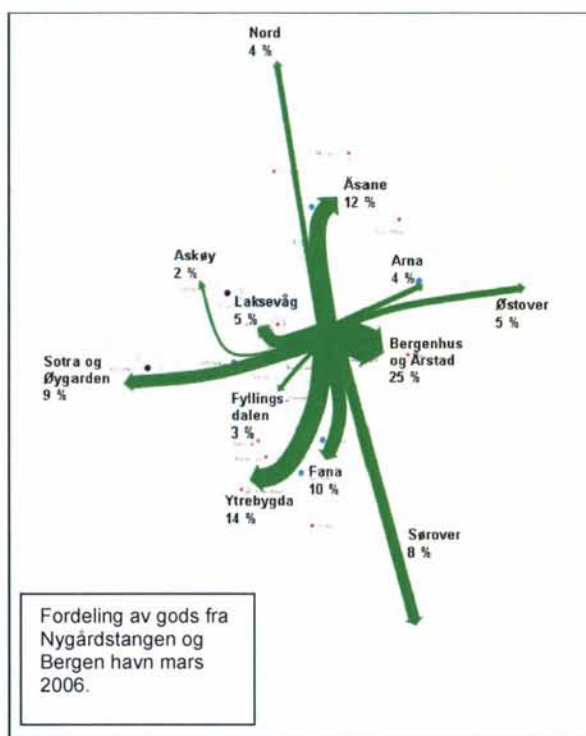 Nord
4 %
Åsane
12 %
Askøy
2 %
Arna
4 %
Laksevåg
5 %
Østover
5 %
Bergenhus
og Årstad
25 %
Sotra og
Øygarden
9 %
Fyllings
dalen
3 %
Fana
10 %
Ytrebygda
14 %
Sørover
8 %
Fordeling av gods fra
Nygårdstangen og
Bergen havn mars
2006.